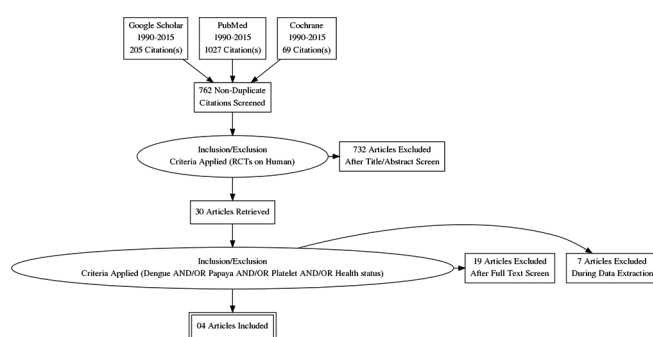 Google Scholar
1990-2015
205 Citation(s)
PubMed
1990-2015
1027 Citation(s)
Cochrane
1990-2015
69 Citation(s)
762 Non-Duplicate
Citations Screened
Inclusion/Exclusion
Criteria Applied (RCTs on Human)
732 Articles Excluded
After Title/Abstract Screen
30 Articles Retrieved
Inclusion/Exclusion
Criteria Applied (Dengue AND/OR Papaya AND/OR Platelet AND/OR Health status)
19 Articles Excluded
After Full Text Screen
7 Articles Excluded
During Data Extraction
04 Articles Included